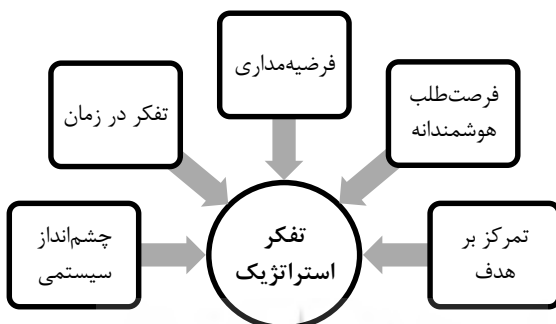 فرضیه‌مداری
فرصت‌طلب
هوشمندانه
تفکر در زمان
تمرکز بر
هدف
تفکر
استراتژیک
چشم‌انداز
سیستمی